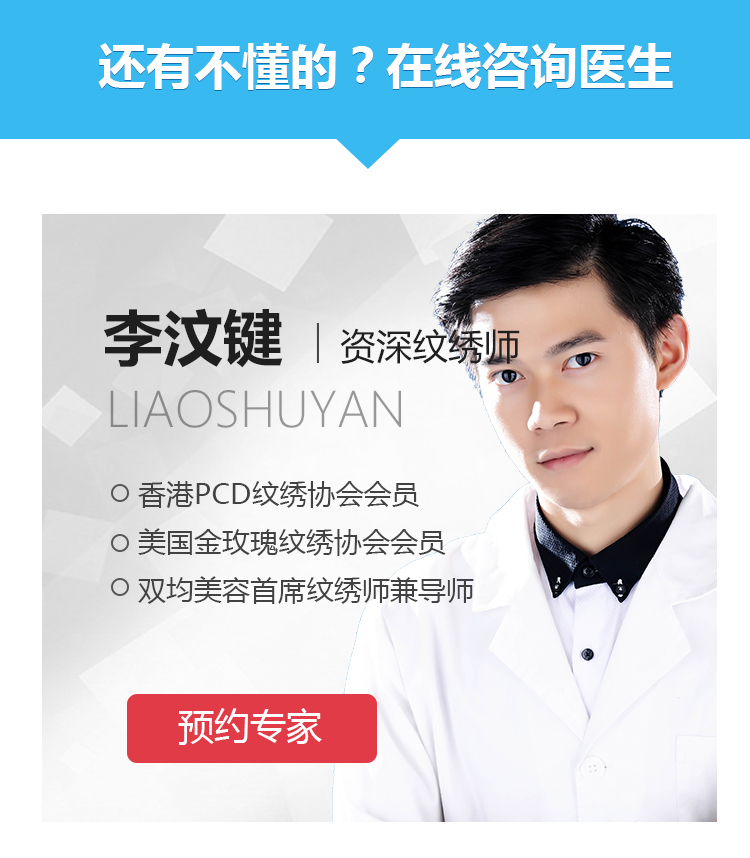 还有不懂的？在线咨询医生
李汶键 | 资深纹绣师
LIAOSHUYAN
香港PCD纹绣协会会员
美国金玫瑰纹绣协会会员
双均美容首席纹绣师兼导师
预约专家